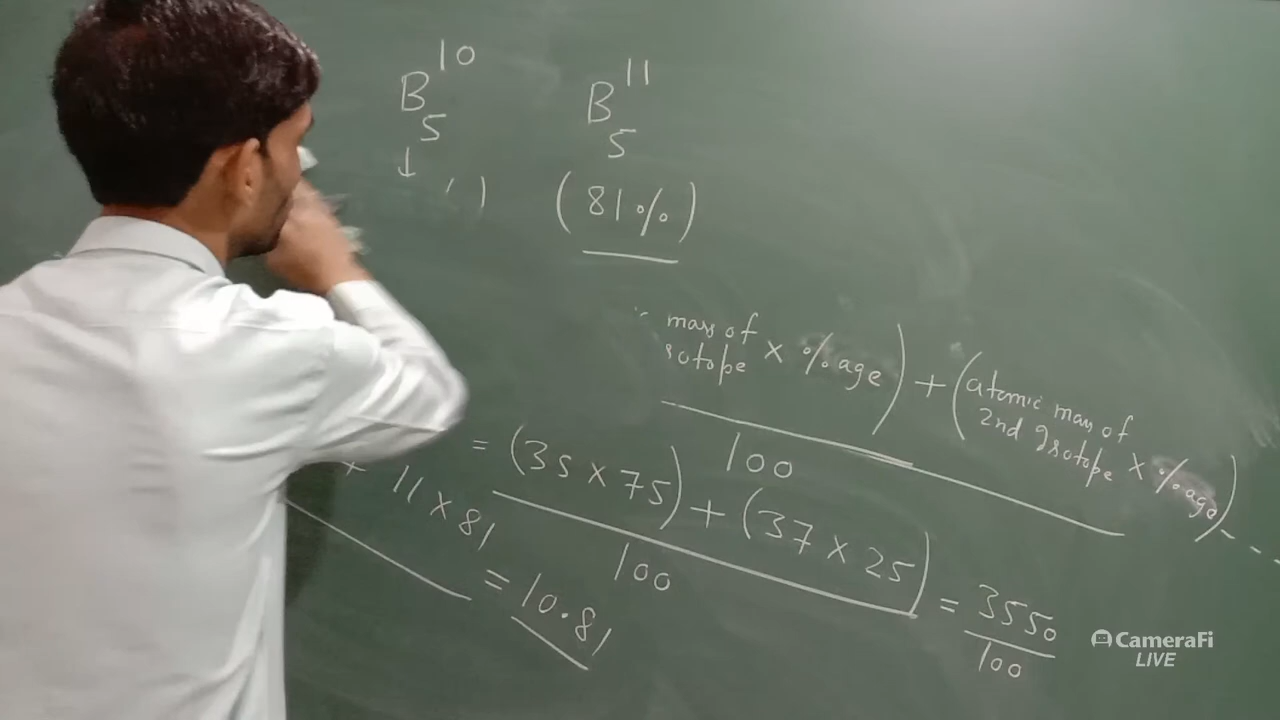 B 10 5 B 11 5
↓ ( ) (81%)
mass of isotope × %age) + (atomic mass of 2nd Isotope × %age) - - -
100
= (35 × 75) + (37 × 25)
100
= 3550
100
+ 11 × 81
= 10.81
CameraFi
LIVE